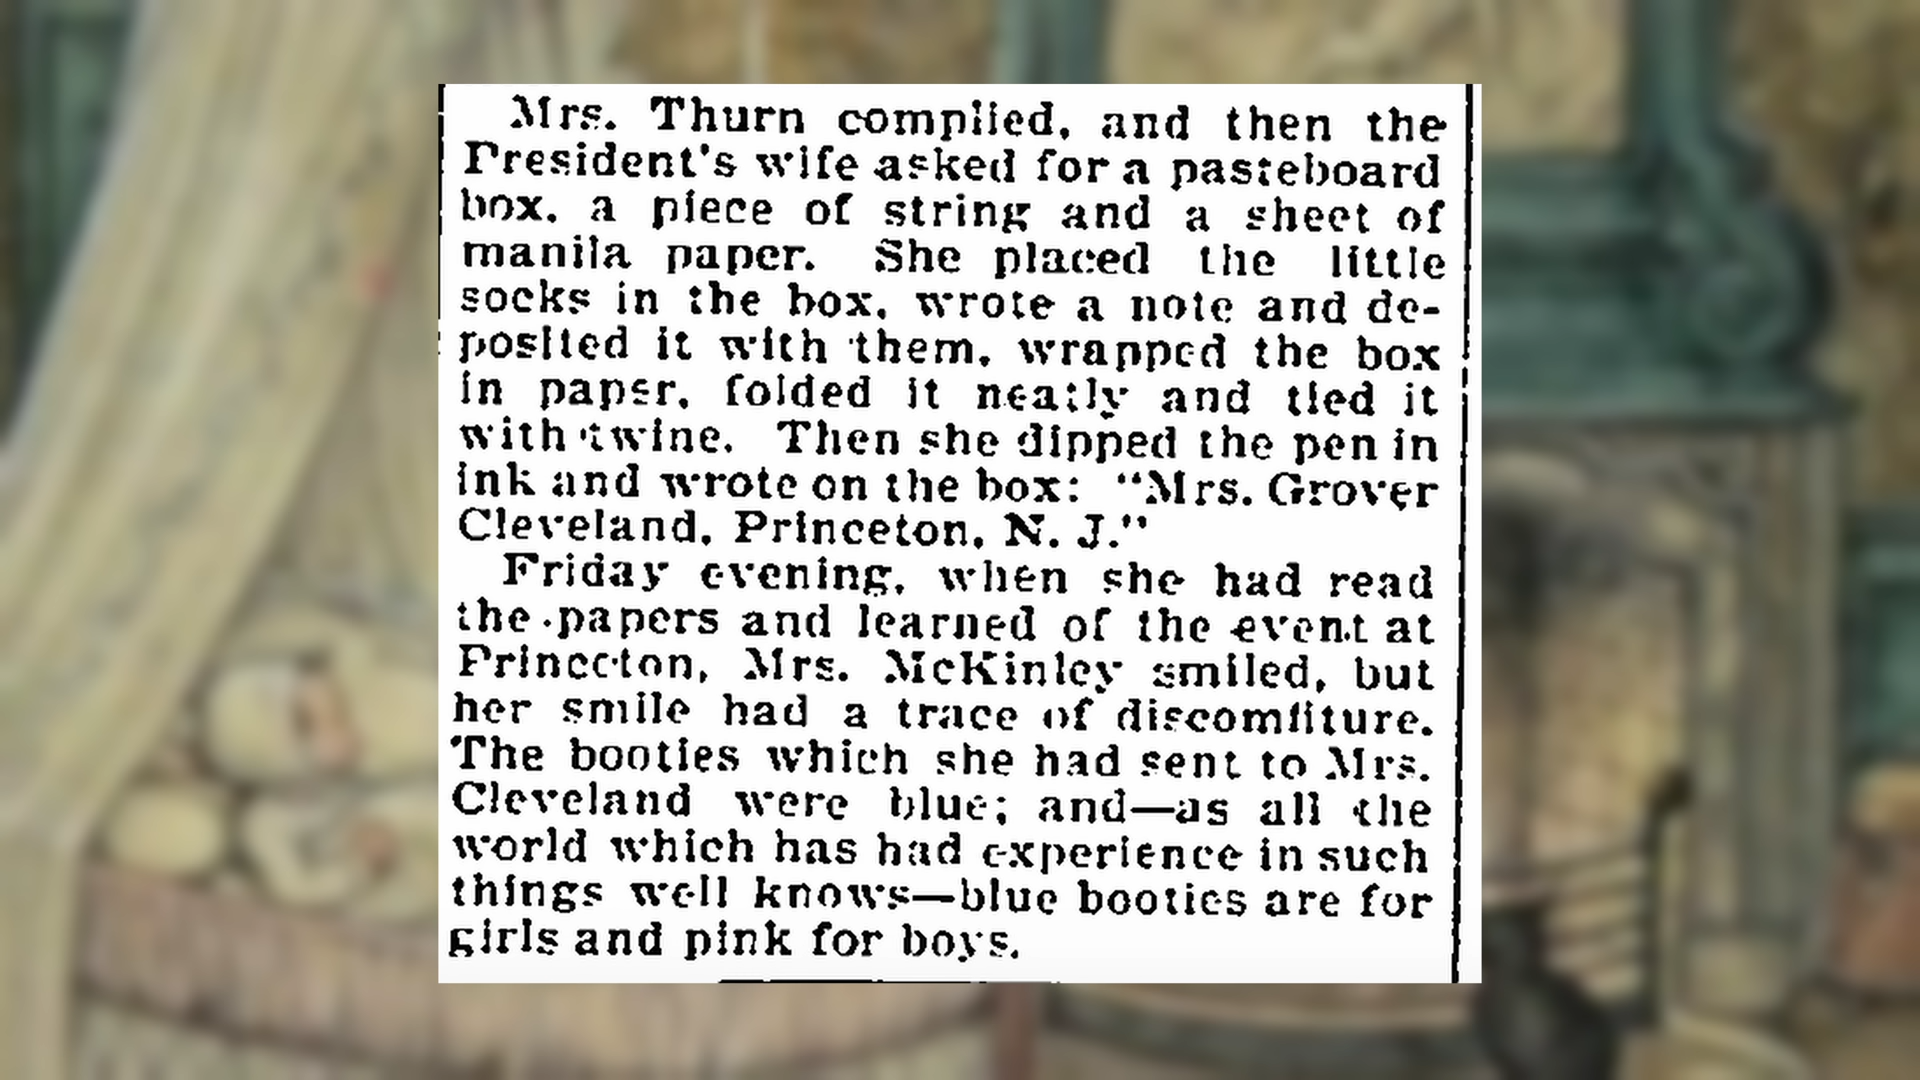 Mrs. Thurn complied, and then the
President's wife asked for a pasteboard
box, a piece of string and a sheet of
manila paper. She placed the little
socks in the box, wrote a note and de-
posited it with them, wrapped the box
in paper, folded it neatly and tied it
with twine. Then she dipped the pen in
ink and wrote on the box: "Mrs. Grover
Cleveland, Princeton, N. J."
Friday evening, when she had read
the papers and learned of the event at
Princeton, Mrs. McKinley smiled, but
her smile had a trace of discomfiture.
The booties which she had sent to Mrs.
Cleveland were blue; and—as all the
world which has had experience in such
things well knows—blue booties are for
girls and pink for boys.